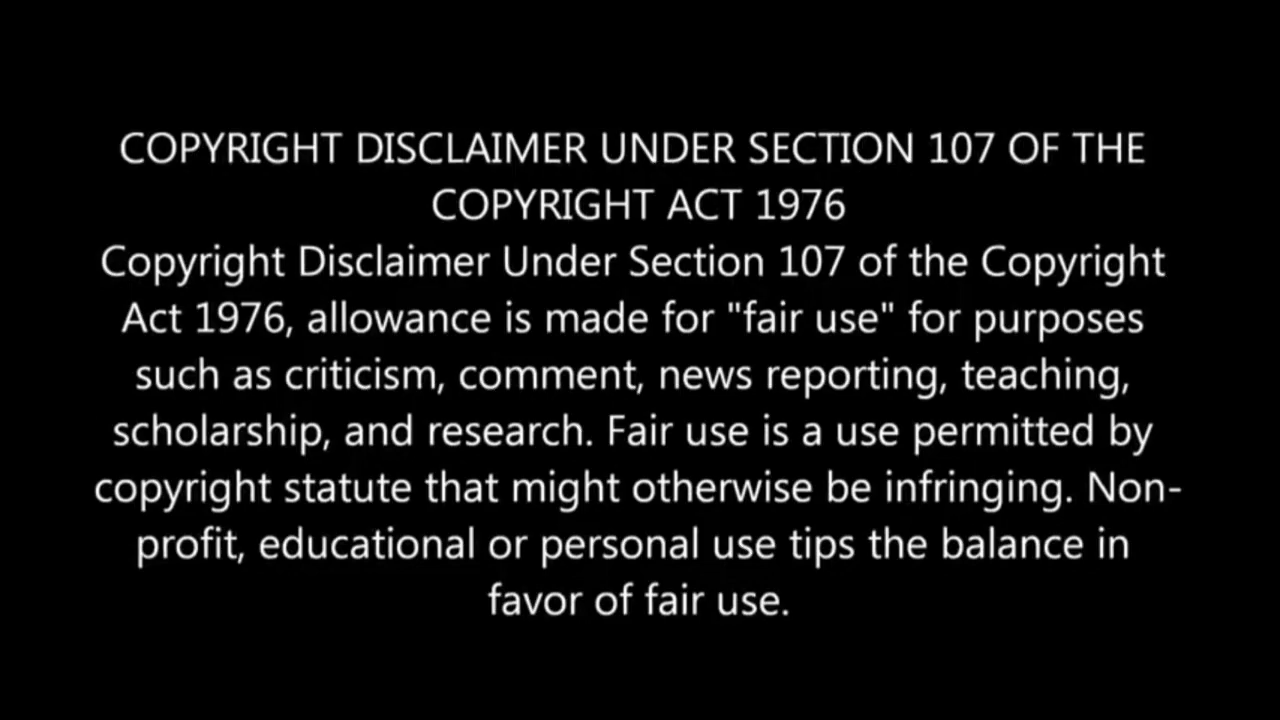 COPYRIGHT DISCLAIMER UNDER SECTION 107 OF THE
COPYRIGHT ACT 1976
Copyright Disclaimer Under Section 107 of the Copyright
Act 1976, allowance is made for "fair use" for purposes
such as criticism, comment, news reporting, teaching,
scholarship, and research. Fair use is a use permitted by
copyright statute that might otherwise be infringing. Non-
profit, educational or personal use tips the balance in
favor of fair use.